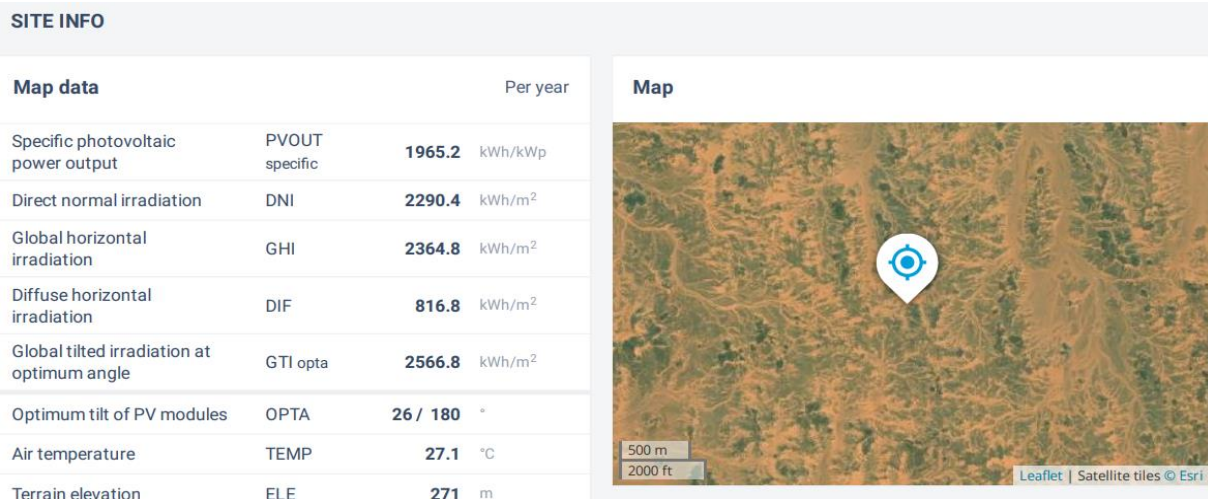 SITE INFO
Map data Per year
Specific photovoltaic power output PVOUT specific 1965.2 kWh/kWp
Direct normal irradiation DNI 2290.4 kWh/m²
Global horizontal irradiation GHI 2364.8 kWh/m²
Diffuse horizontal irradiation DIF 816.8 kWh/m²
Global tilted irradiation at optimum angle GTI opta 2566.8 kWh/m²
Optimum tilt of PV modules OPTA 26 / 180 °
Air temperature TEMP 27.1 °C
Terrain elevation ELE 271 m
Map
500 m
2000 ft
Leaflet | Satellite tiles © Esri